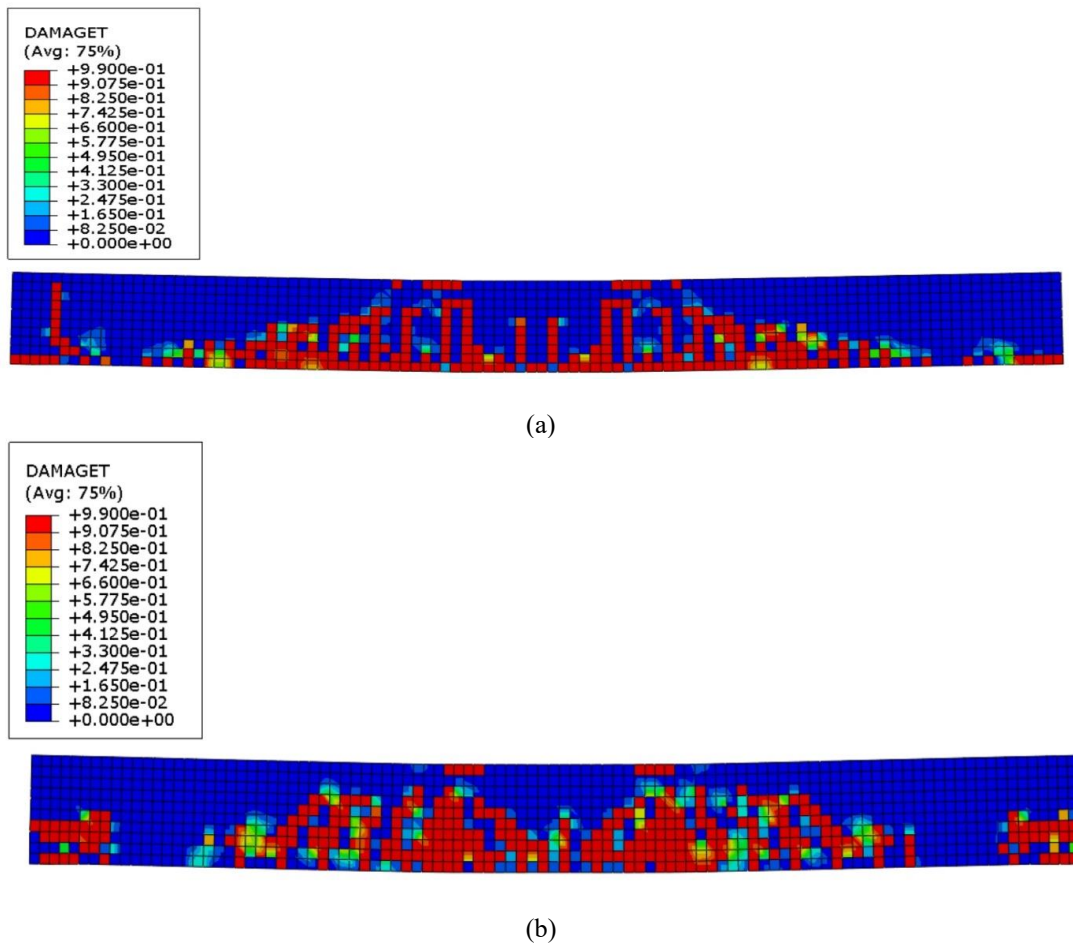 DAMAGET
(Avg: 75%)
+9.900e-01
+9.075e-01
+8.250e-01
+7.425e-01
+6.600e-01
+5.775e-01
+4.950e-01
+4.125e-01
+3.300e-01
+2.475e-01
+1.650e-01
+8.250e-02
+0.000e+00
(a)
DAMAGET
(Avg: 75%)
+9.900e-01
+9.075e-01
+8.250e-01
+7.425e-01
+6.600e-01
+5.775e-01
+4.950e-01
+4.125e-01
+3.300e-01
+2.475e-01
+1.650e-01
+8.250e-02
+0.000e+00
(b)